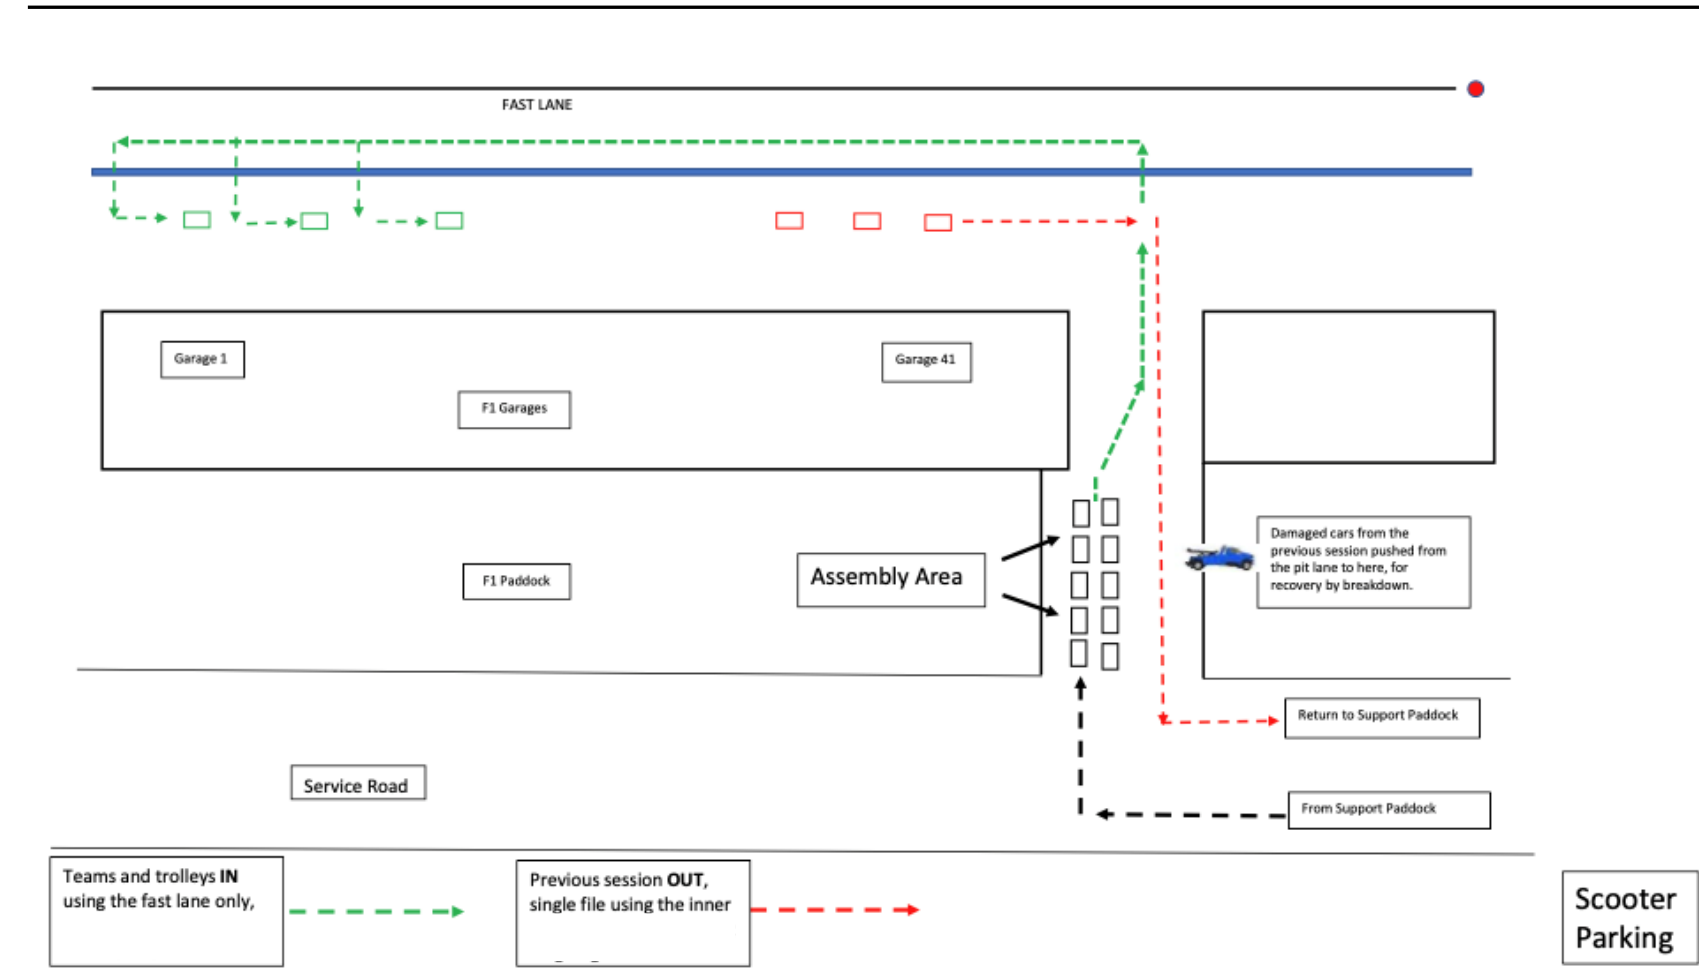 FAST LANE
Garage 1
Garage 41
F1 Garages
Assembly Area
F1 Paddock
Damaged cars from the
previous session pushed from
the pit lane to here, for
recovery by breakdown.
Return to Support Paddock
Service Road
From Support Paddock
Teams and trolleys IN
using the fast lane only,
Previous session OUT,
single file using the inner
Scooter
Parking